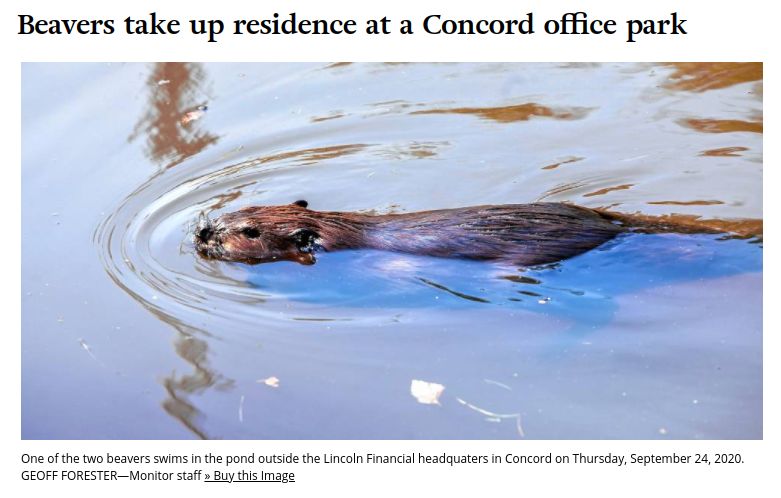 Beavers take up residence at a Concord office park
One of the two beavers swims in the pond outside the Lincoln Financial headquaters in Concord on Thursday, September 24, 2020.
GEOFF FORESTER—Monitor staff » Buy this Image